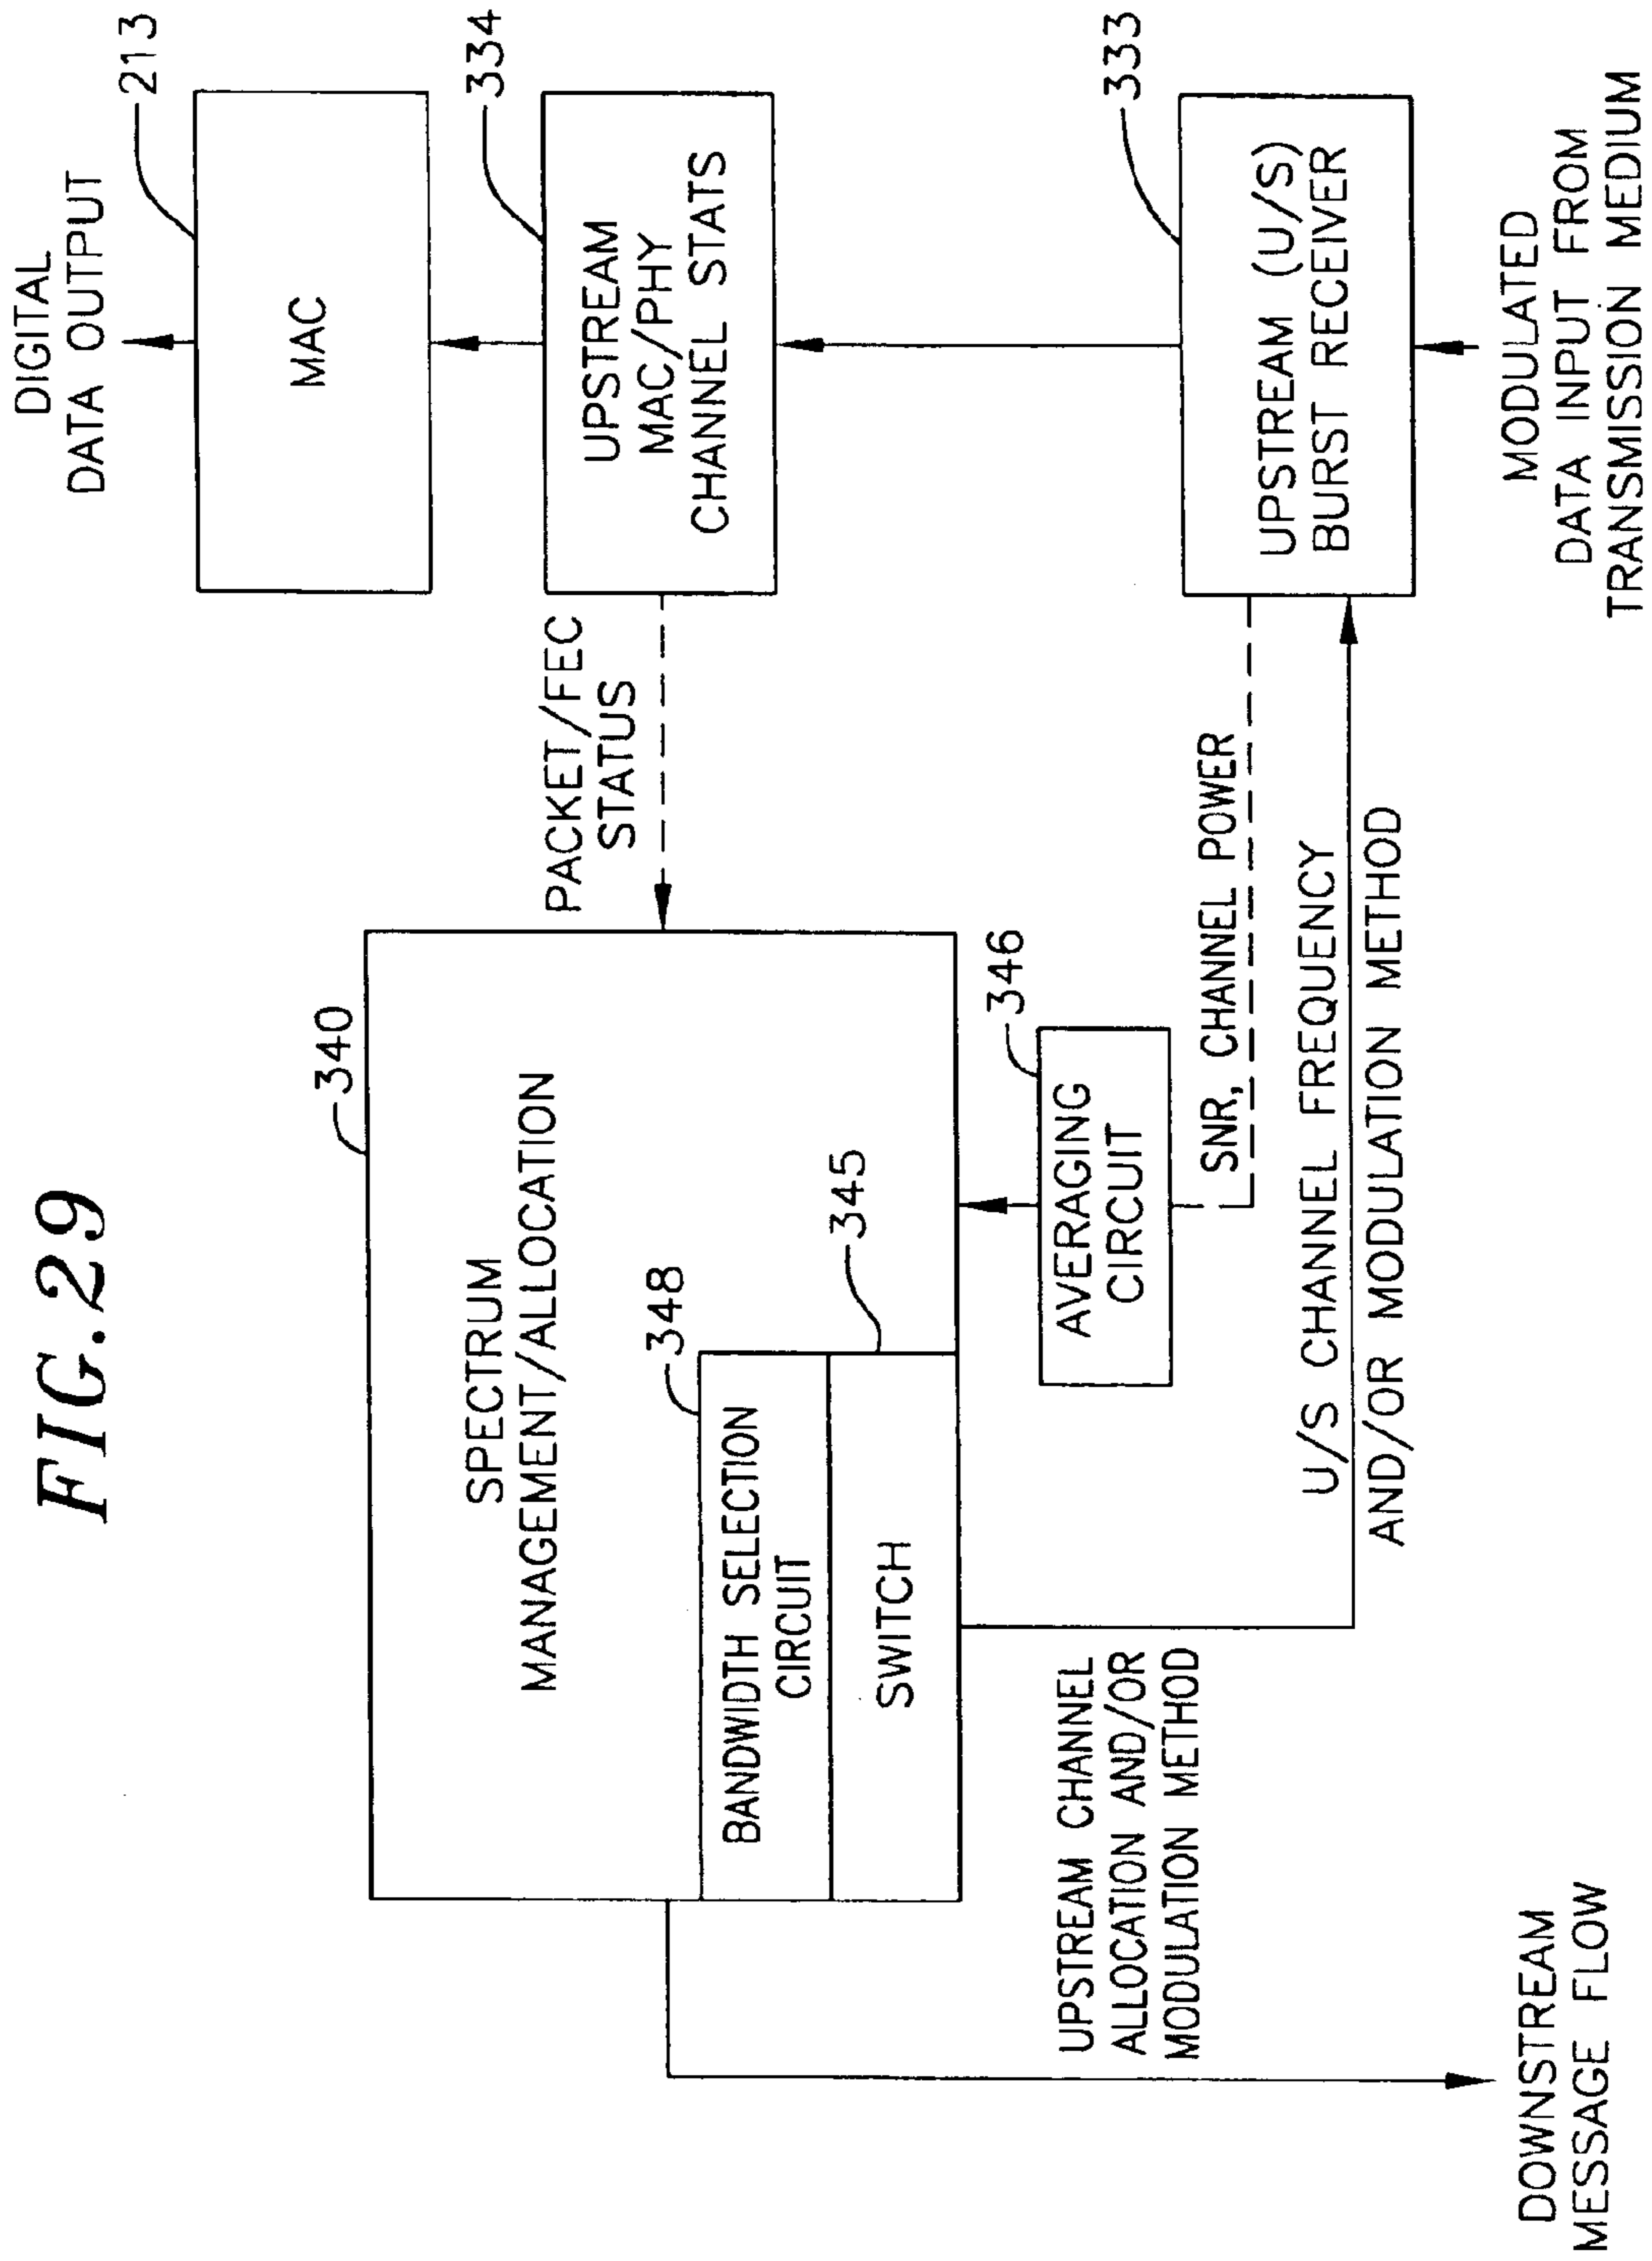 FIG.29
DIGITAL
DATA OUTPUT
213
MAC
334
UPSTREAM
MAC/PHY
CHANNEL STATS
PACKET/FEC
STATUS
340
SPECTRUM
MANAGEMENT/ALLOCATION
348
BANDWIDTH SELECTION
CIRCUIT
345
SWITCH
346
AVERAGING
CIRCUIT
SNR, CHANNEL POWER
333
UPSTREAM (U/S)
BURST RECEIVER
U/S CHANNEL FREQUENCY
AND/OR MODULATION METHOD
UPSTREAM CHANNEL
ALLOCATION AND/OR
MODULATION METHOD
DOWNSTREAM
MESSAGE FLOW
MODULATED
DATA INPUT FROM
TRANSMISSION MEDIUM